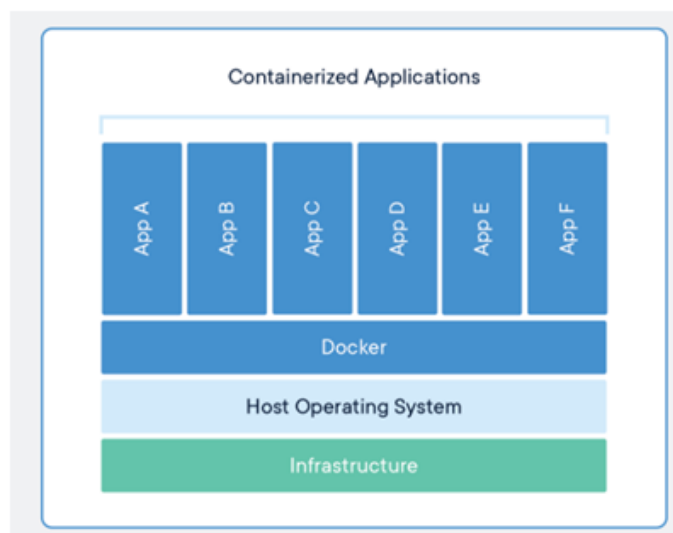 Containerized Applications
App A
App B
App C
App D
App E
App F
Docker
Host Operating System
Infrastructure